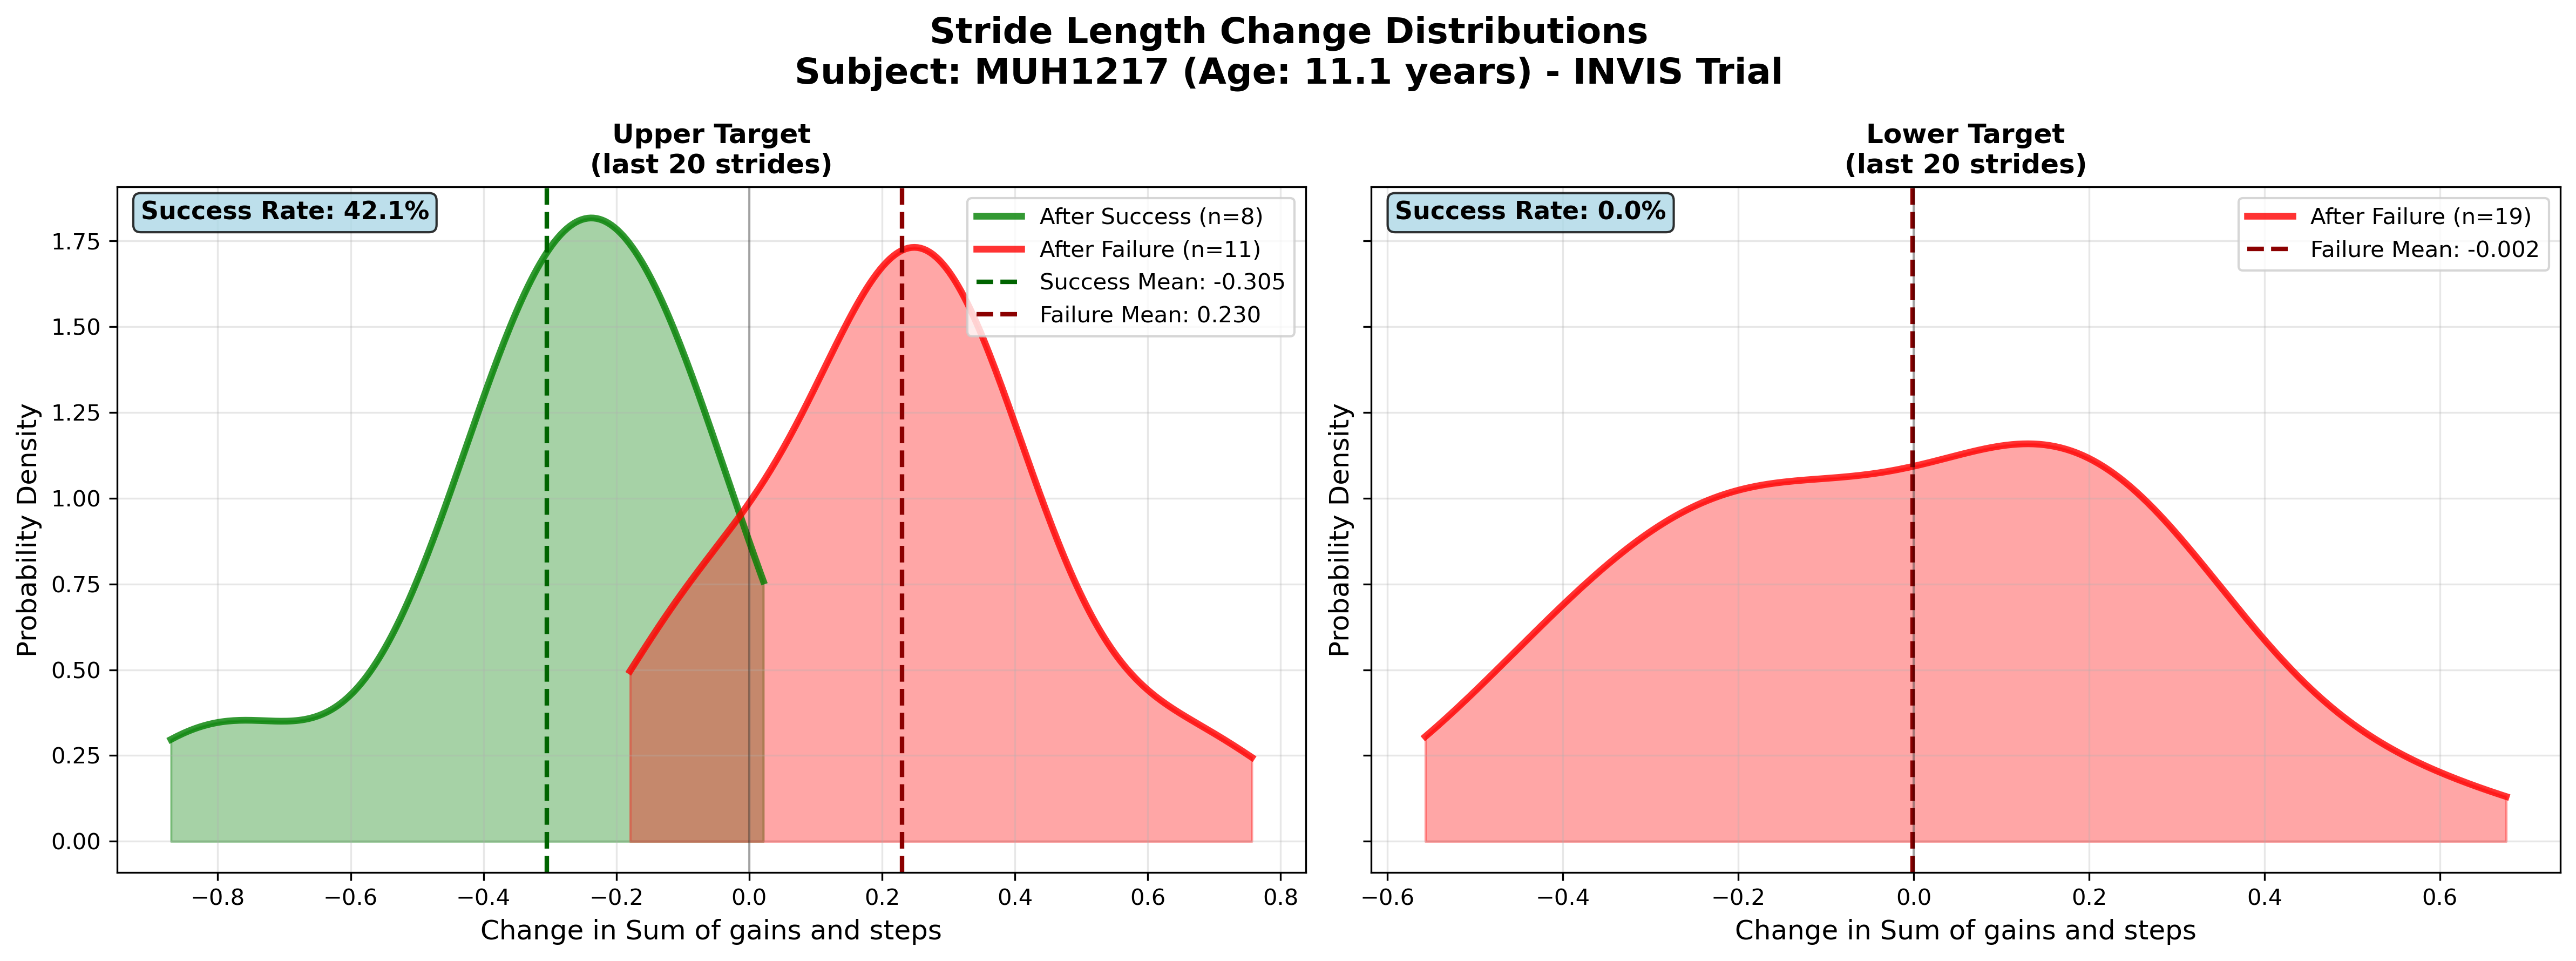 Stride Length Change Distributions
Subject: MUH1217 (Age: 11.1 years) - INVIS Trial
Upper Target
(last 20 strides)
Success Rate: 42.1%
After Success (n=8)
After Failure (n=11)
Success Mean: -0.305
Failure Mean: 0.230
Probability Density
1.75
1.50
1.25
1.00
0.75
0.50
0.25
0.00
−0.8 −0.6 −0.4 −0.2 0.0 0.2 0.4 0.6 0.8
Change in Sum of gains and steps
Lower Target
(last 20 strides)
Success Rate: 0.0%
After Failure (n=19)
Failure Mean: -0.002
Probability Density
−0.6 −0.4 −0.2 0.0 0.2 0.4 0.6
Change in Sum of gains and steps